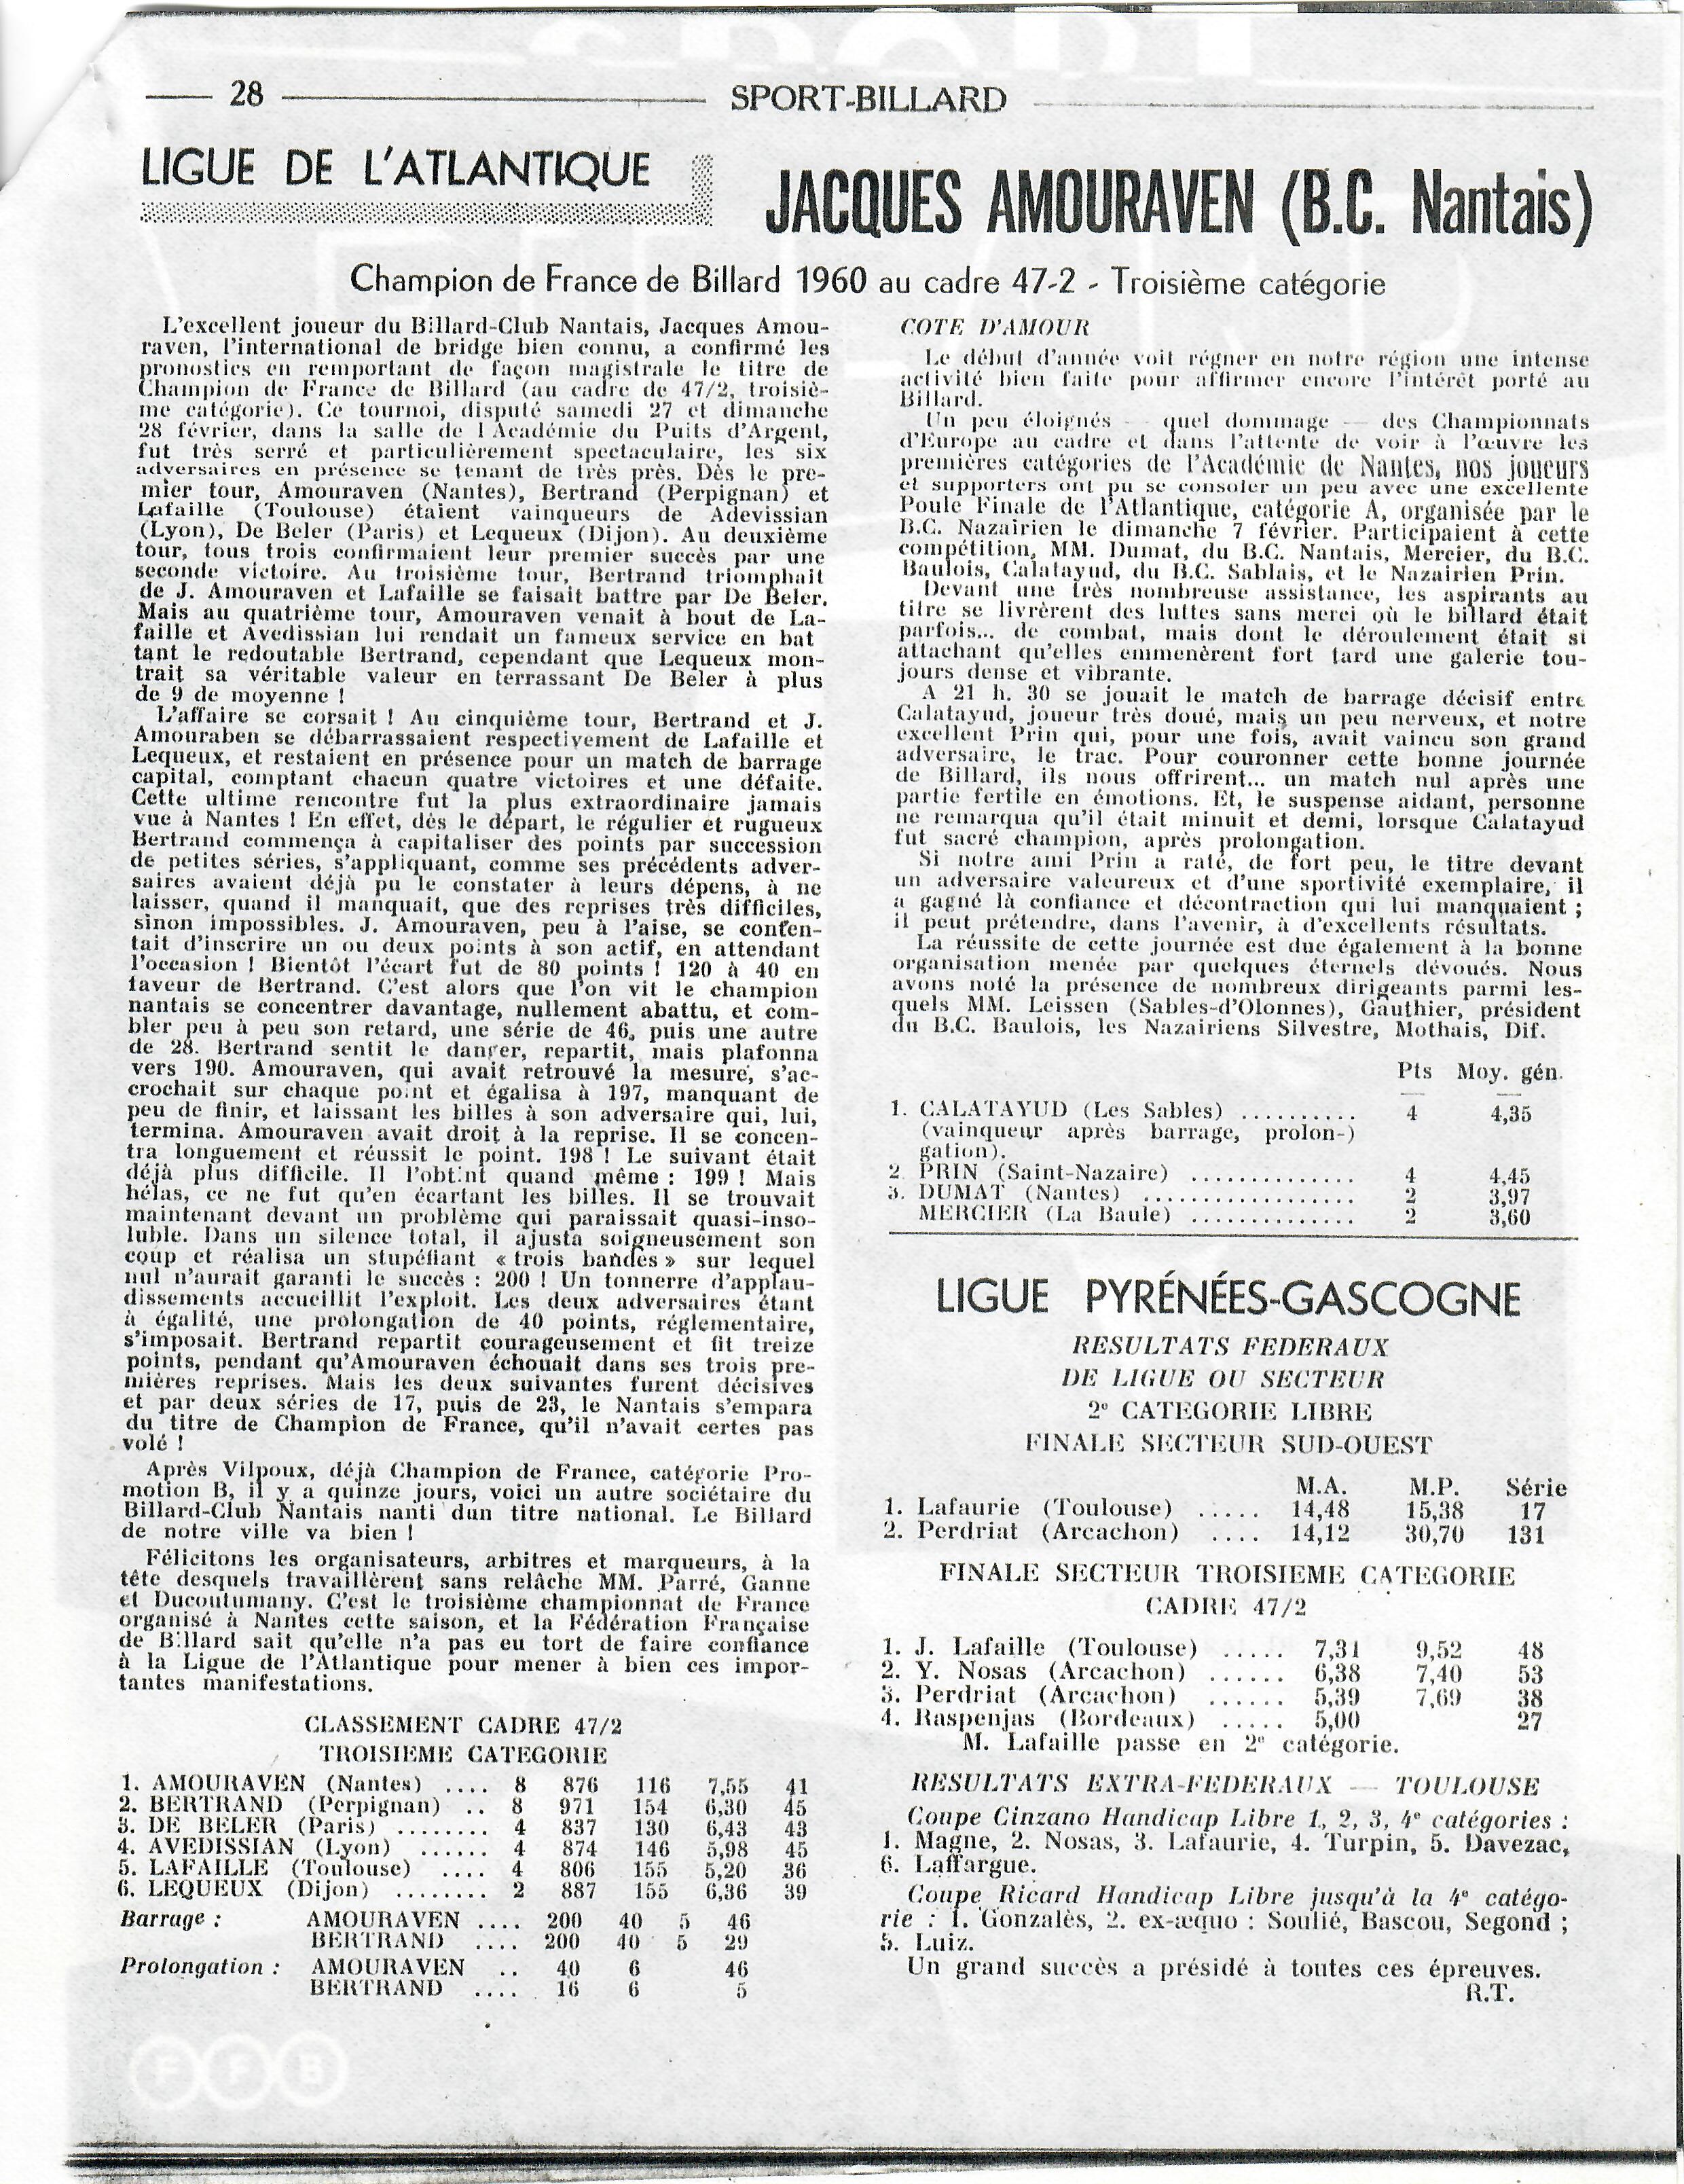 28
SPORT-BILLARD
LIGUE DE L'ATLANTIQUE
JACQUES AMOURAVEN (B.C. Nantais)
Champion de France de Billard 1960 au cadre 47-2 - Troisième catégorie
L'excellent joueur du Billard-Club Nantais, Jacques Amou-
raven, l'international de bridge bien connu, a confirmé les
pronostics en remportant de façon magistrale le titre de
Champion de France de Billard (au cadre de 47/2, troisiè-
me catégorie). Ce tournoi, disputé samedi 27 et dimanche
28 février, dans la salle de l'Académie du Puits d'Argent,
fut très serré et particulièrement spectaculaire, les six
adversaires en présence se tenant de très près. Dès le pre-
mier tour, Amouraven (Nantes), Bertrand (Perpignan) et
Lafaille (Toulouse) étaient vainqueurs de Adevissian
(Lyon), De Beler (Paris) et Lequeux (Dijon). Au deuxième
tour, tous trois confirmaient leur premier succès par une
seconde victoire. Au troisième tour, Bertrand triomphait
de J. Amouraven et Lafaille se faisait battre par De Beler.
Mais au quatrième tour, Amouraven venait à bout de La-
faille et Avedissian lui rendait un fameux service en bat
tant le redoutable Bertrand, cependant que Lequeux mon-
trait sa véritable valeur en terrassant De Beler à plus
de 9 de moyenne !
L'affaire se corsait ! Au cinquième tour, Bertrand et J.
Amouraben se débarrassaient respectivement de Lafaille et
Lequeux, et restaient en présence pour un match de barrage
capital, comptant chacun quatre victoires et une défaite.
Cette ultime rencontre fut la plus extraordinaire jamais
vue à Nantes ! En effet, dès le départ, le régulier et rugueux
Bertrand commença à capitaliser des points par succession
de petites séries, s'appliquant, comme ses précédents adver-
saires avaient déjà pu le constater à leurs dépens, à ne
laisser, quand il manquait, que des reprises très difficiles,
sinon impossibles. J. Amouraven, peu à l'aise, se conten-
tait d'inscrire un ou deux points à son actif, en attendant
l'occasion ! Bientôt l'écart fut de 80 points ! 120 à 40 en
faveur de Bertrand. C'est alors que l'on vit le champion
nantais se concentrer davantage, nullement abattu, et com-
bler peu à peu son retard, une série de 46, puis une autre
de 28. Bertrand sentit le danger, repartit, mais plafonna
vers 190. Amouraven, qui avait retrouvé la mesure, s'ac-
crochait sur chaque point et égalisa à 197, manquant de
peu de finir, et laissant les billes à son adversaire qui, lui,
termina. Amouraven avait droit à la reprise. Il se concen-
tra longuement et réussit le point. 198 ! Le suivant était
déjà plus difficile. Il l'obtint quand même : 199 ! Mais
hélas, ce ne fut qu'en écartant les billes. Il se trouvait
maintenant devant un problème qui paraissait quasi-inso-
luble. Dans un silence total, il ajusta soigneusement son
coup et réalisa un stupéfiant « trois bandes » sur lequel
nul n'aurait garanti le succès : 200 ! Un tonnerre d'applau-
dissements accueillit l'exploit. Les deux adversaires étant
à égalité, une prolongation de 40 points, réglementaire,
s'imposait. Bertrand repartit courageusement et fit treize
points, pendant qu'Amouraven échouait dans ses trois pre-
mières reprises. Mais les deux suivantes furent décisives
et par deux séries de 17, puis de 23, le Nantais s'empara
du titre de Champion de France, qu'il n'avait certes pas
volé !
Après Vilpoux, déjà Champion de France, catégorie Pro-
motion B, il y a quinze jours, voici un autre sociétaire du
Billard-Club Nantais nanti dun titre national. Le Billard
de notre ville va bien !
Félicitons les organisateurs, arbitres et marqueurs, à la
tête desquels travaillèrent sans relâche MM. Parré, Ganne
et Ducoutumany. C'est le troisième championnat de France
organisé à Nantes cette saison, et la Fédération Française
de Billard sait qu'elle n'a pas eu tort de faire confiance
à la Ligue de l'Atlantique pour mener à bien ces impor-
tantes manifestations.
CLASSEMENT CADRE 47/2
TROISIEME CATEGORIE
1. AMOURAVEN (Nantes) .... 8 876 116 7,55 41
2. BERTRAND (Perpignan) .. 8 971 154 6,30 45
3. DE BELER (Paris) ........ 4 837 130 6,43 43
4. AVEDISSIAN (Lyon) ...... 4 874 146 5,98 45
5. LAFAILLE (Toulouse) .... 4 806 155 5,20 36
6. LEQUEUX (Dijon) ........ 2 887 155 6,36 39
Barrage : AMOURAVEN .... 200 40 5 46
BERTRAND .... 200 40 5 29
Prolongation : AMOURAVEN .. 40 6 46
BERTRAND .... 16 6 5
COTE D'AMOUR
Le début d'année voit régner en notre région une intense
activité bien faite pour affirmer encore l'intérêt porté au
Billard.
Un peu éloignés — quel dommage — des Championnats
d'Europe au cadre et dans l'attente de voir à l'œuvre les
premières catégories de l'Académie de Nantes, nos joueurs
et supporters ont pu se consoler un peu avec une excellente
Poule Finale de l'Atlantique, catégorie A, organisée par le
B.C. Nazairien le dimanche 7 février. Participaient à cette
compétition, MM. Dumat, du B.C. Nantais, Mercier, du B.C.
Baulois, Calatayud, du B.C. Sablais, et le Nazairien Prin.
Devant une très nombreuse assistance, les aspirants au
titre se livrèrent des luttes sans merci où le billard était
parfois... de combat, mais dont le déroulement était si
attachant qu'elles emmenèrent fort tard une galerie tou-
jours dense et vibrante.
A 21 h. 30 se jouait le match de barrage décisif entre
Calatayud, joueur très doué, mais un peu nerveux, et notre
excellent Prin qui, pour une fois, avait vaincu son grand
adversaire, le trac. Pour couronner cette bonne journée
de Billard, ils nous offrirent... un match nul après une
partie fertile en émotions. Et, le suspense aidant, personne
ne remarqua qu'il était minuit et demi, lorsque Calatayud
fut sacré champion, après prolongation.
Si notre ami Prin a raté, de fort peu, le titre devant
un adversaire valeureux et d'une sportivité exemplaire, il
a gagné là confiance et décontraction qui lui manquaient ;
il peut prétendre, dans l'avenir, à d'excellents résultats.
La réussite de cette journée est due également à la bonne
organisation menée par quelques éternels dévoués. Nous
avons noté la présence de nombreux dirigeants parmi les-
quels MM. Leissen (Sables-d'Olonnes), Gauthier, président
du B.C. Baulois, les Nazairiens Silvestre, Mothais, Dif.
Pts Moy. gén.
1. CALATAYUD (Les Sables) .......... 4 4,35
(vainqueur après barrage, prolon-)
gation).
2 PRIN (Saint-Nazaire) .............. 4 4,45
3. DUMAT (Nantes) .................. 2 3,97
MERCIER (La Baule) .............. 2 3,60
LIGUE PYRÉNÉES-GASCOGNE
RESULTATS FEDERAUX
DE LIGUE OU SECTEUR
2e CATEGORIE LIBRE
FINALE SECTEUR SUD-OUEST
M.A. M.P. Série
1. Lafaurie (Toulouse) ..... 14,48 15,38 17
2. Perdriat (Arcachon) .... 14,12 30,70 131
FINALE SECTEUR TROISIEME CATEGORIE
CADRE 47/2
1. J. Lafaille (Toulouse) ..... 7,31 9,52 48
2. Y. Nosas (Arcachon) ...... 6,38 7,40 53
3. Perdriat (Arcachon) ...... 5,39 7,69 38
4. Raspenjas (Bordeaux) ..... 5,00 27
M. Lafaille passe en 2e catégorie.
RESULTATS EXTRA-FEDERAUX — TOULOUSE
Coupe Cinzano Handicap Libre 1, 2, 3, 4e catégories :
1. Magne, 2. Nosas, 3. Lafaurie, 4. Turpin, 5. Davezac,
6. Laffargue.
Coupe Ricard Handicap Libre jusqu'à la 4e catégo-
rie : 1. Gonzalès, 2. ex-æquo : Soulié, Bascou, Segond ;
5. Luiz.
Un grand succès a présidé à toutes ces épreuves.
R.T.
FFB